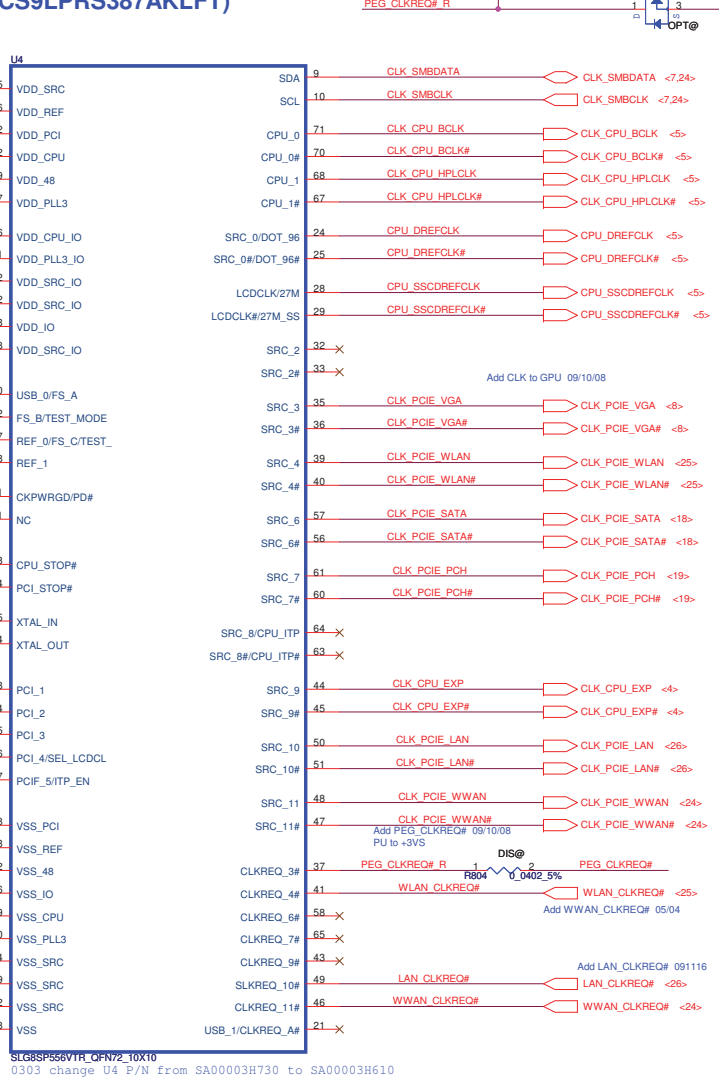 CS9LPRS387AKLFT)
PEG_CLKREQ#_R
1 3
D S
OPT@
U4
VDD_SRC SDA 9 CLK_SMBDATA CLK_SMBDATA <7,24>
VDD_REF SCL 10 CLK_SMBCLK CLK_SMBCLK <7,24>
VDD_PCI CPU_0 71 CLK_CPU_BCLK CLK_CPU_BCLK <5>
VDD_CPU CPU_0# 70 CLK_CPU_BCLK# CLK_CPU_BCLK# <5>
VDD_48 CPU_1 68 CLK_CPU_HPLCLK CLK_CPU_HPLCLK <5>
VDD_PLL3 CPU_1# 67 CLK_CPU_HPLCLK# CLK_CPU_HPLCLK# <5>
VDD_CPU_IO SRC_0/DOT_96 24 CPU_DREFCLK CPU_DREFCLK <5>
VDD_PLL3_IO SRC_0#/DOT_96# 25 CPU_DREFCLK# CPU_DREFCLK# <5>
VDD_SRC_IO LCDCLK/27M 28 CPU_SSCDREFCLK CPU_SSCDREFCLK <5>
VDD_SRC_IO LCDCLK#/27M_SS 29 CPU_SSCDREFCLK# CPU_SSCDREFCLK# <5>
VDD_IO
VDD_SRC_IO SRC_2 32
SRC_2# 33
Add CLK to GPU 09/10/08
USB_0/FS_A SRC_3 35 CLK_PCIE_VGA CLK_PCIE_VGA <8>
FS_B/TEST_MODE SRC_3# 36 CLK_PCIE_VGA# CLK_PCIE_VGA# <8>
REF_0/FS_C/TEST_
REF_1 SRC_4 39 CLK_PCIE_WLAN CLK_PCIE_WLAN <25>
SRC_4# 40 CLK_PCIE_WLAN# CLK_PCIE_WLAN# <25>
CKPWRGD/PD#
NC SRC_6 57 CLK_PCIE_SATA CLK_PCIE_SATA <18>
SRC_6# 56 CLK_PCIE_SATA# CLK_PCIE_SATA# <18>
CPU_STOP#
SRC_7 61 CLK_PCIE_PCH CLK_PCIE_PCH <19>
PCI_STOP#
SRC_7# 60 CLK_PCIE_PCH# CLK_PCIE_PCH# <19>
XTAL_IN
SRC_8/CPU_ITP 64
XTAL_OUT
SRC_8#/CPU_ITP# 63
PCI_1 SRC_9 44 CLK_CPU_EXP CLK_CPU_EXP <4>
PCI_2 SRC_9# 45 CLK_CPU_EXP# CLK_CPU_EXP# <4>
PCI_3
SRC_10 50 CLK_PCIE_LAN CLK_PCIE_LAN <26>
PCI_4/SEL_LCDCL
SRC_10# 51 CLK_PCIE_LAN# CLK_PCIE_LAN# <26>
PCIF_5/ITP_EN
SRC_11 48 CLK_PCIE_WWAN CLK_PCIE_WWAN <24>
VSS_PCI SRC_11# 47 CLK_PCIE_WWAN# CLK_PCIE_WWAN# <24>
Add PEG_CLKREQ# 09/10/08
PU to +3VS
VSS_REF
DIS@
VSS_48 CLKREQ_3# 37 PEG_CLKREQ#_R 1 2 PEG_CLKREQ#
R804 0_0402_5%
VSS_IO CLKREQ_4# 41 WLAN_CLKREQ# WLAN_CLKREQ# <25>
Add WWAN_CLKREQ# 05/04
VSS_CPU CLKREQ_6# 58
VSS_PLL3 CLKREQ_7# 65
VSS_SRC CLKREQ_9# 43
Add LAN_CLKREQ# 091116
VSS_SRC SLKREQ_10# 49 LAN_CLKREQ# LAN_CLKREQ# <26>
VSS_SRC CLKREQ_11# 46 WWAN_CLKREQ# WWAN_CLKREQ# <24>
VSS USB_1/CLKREQ_A# 21
SLG8SP556VTR_QFN72_10X10
0303 change U4 P/N from SA00003H730 to SA00003H610